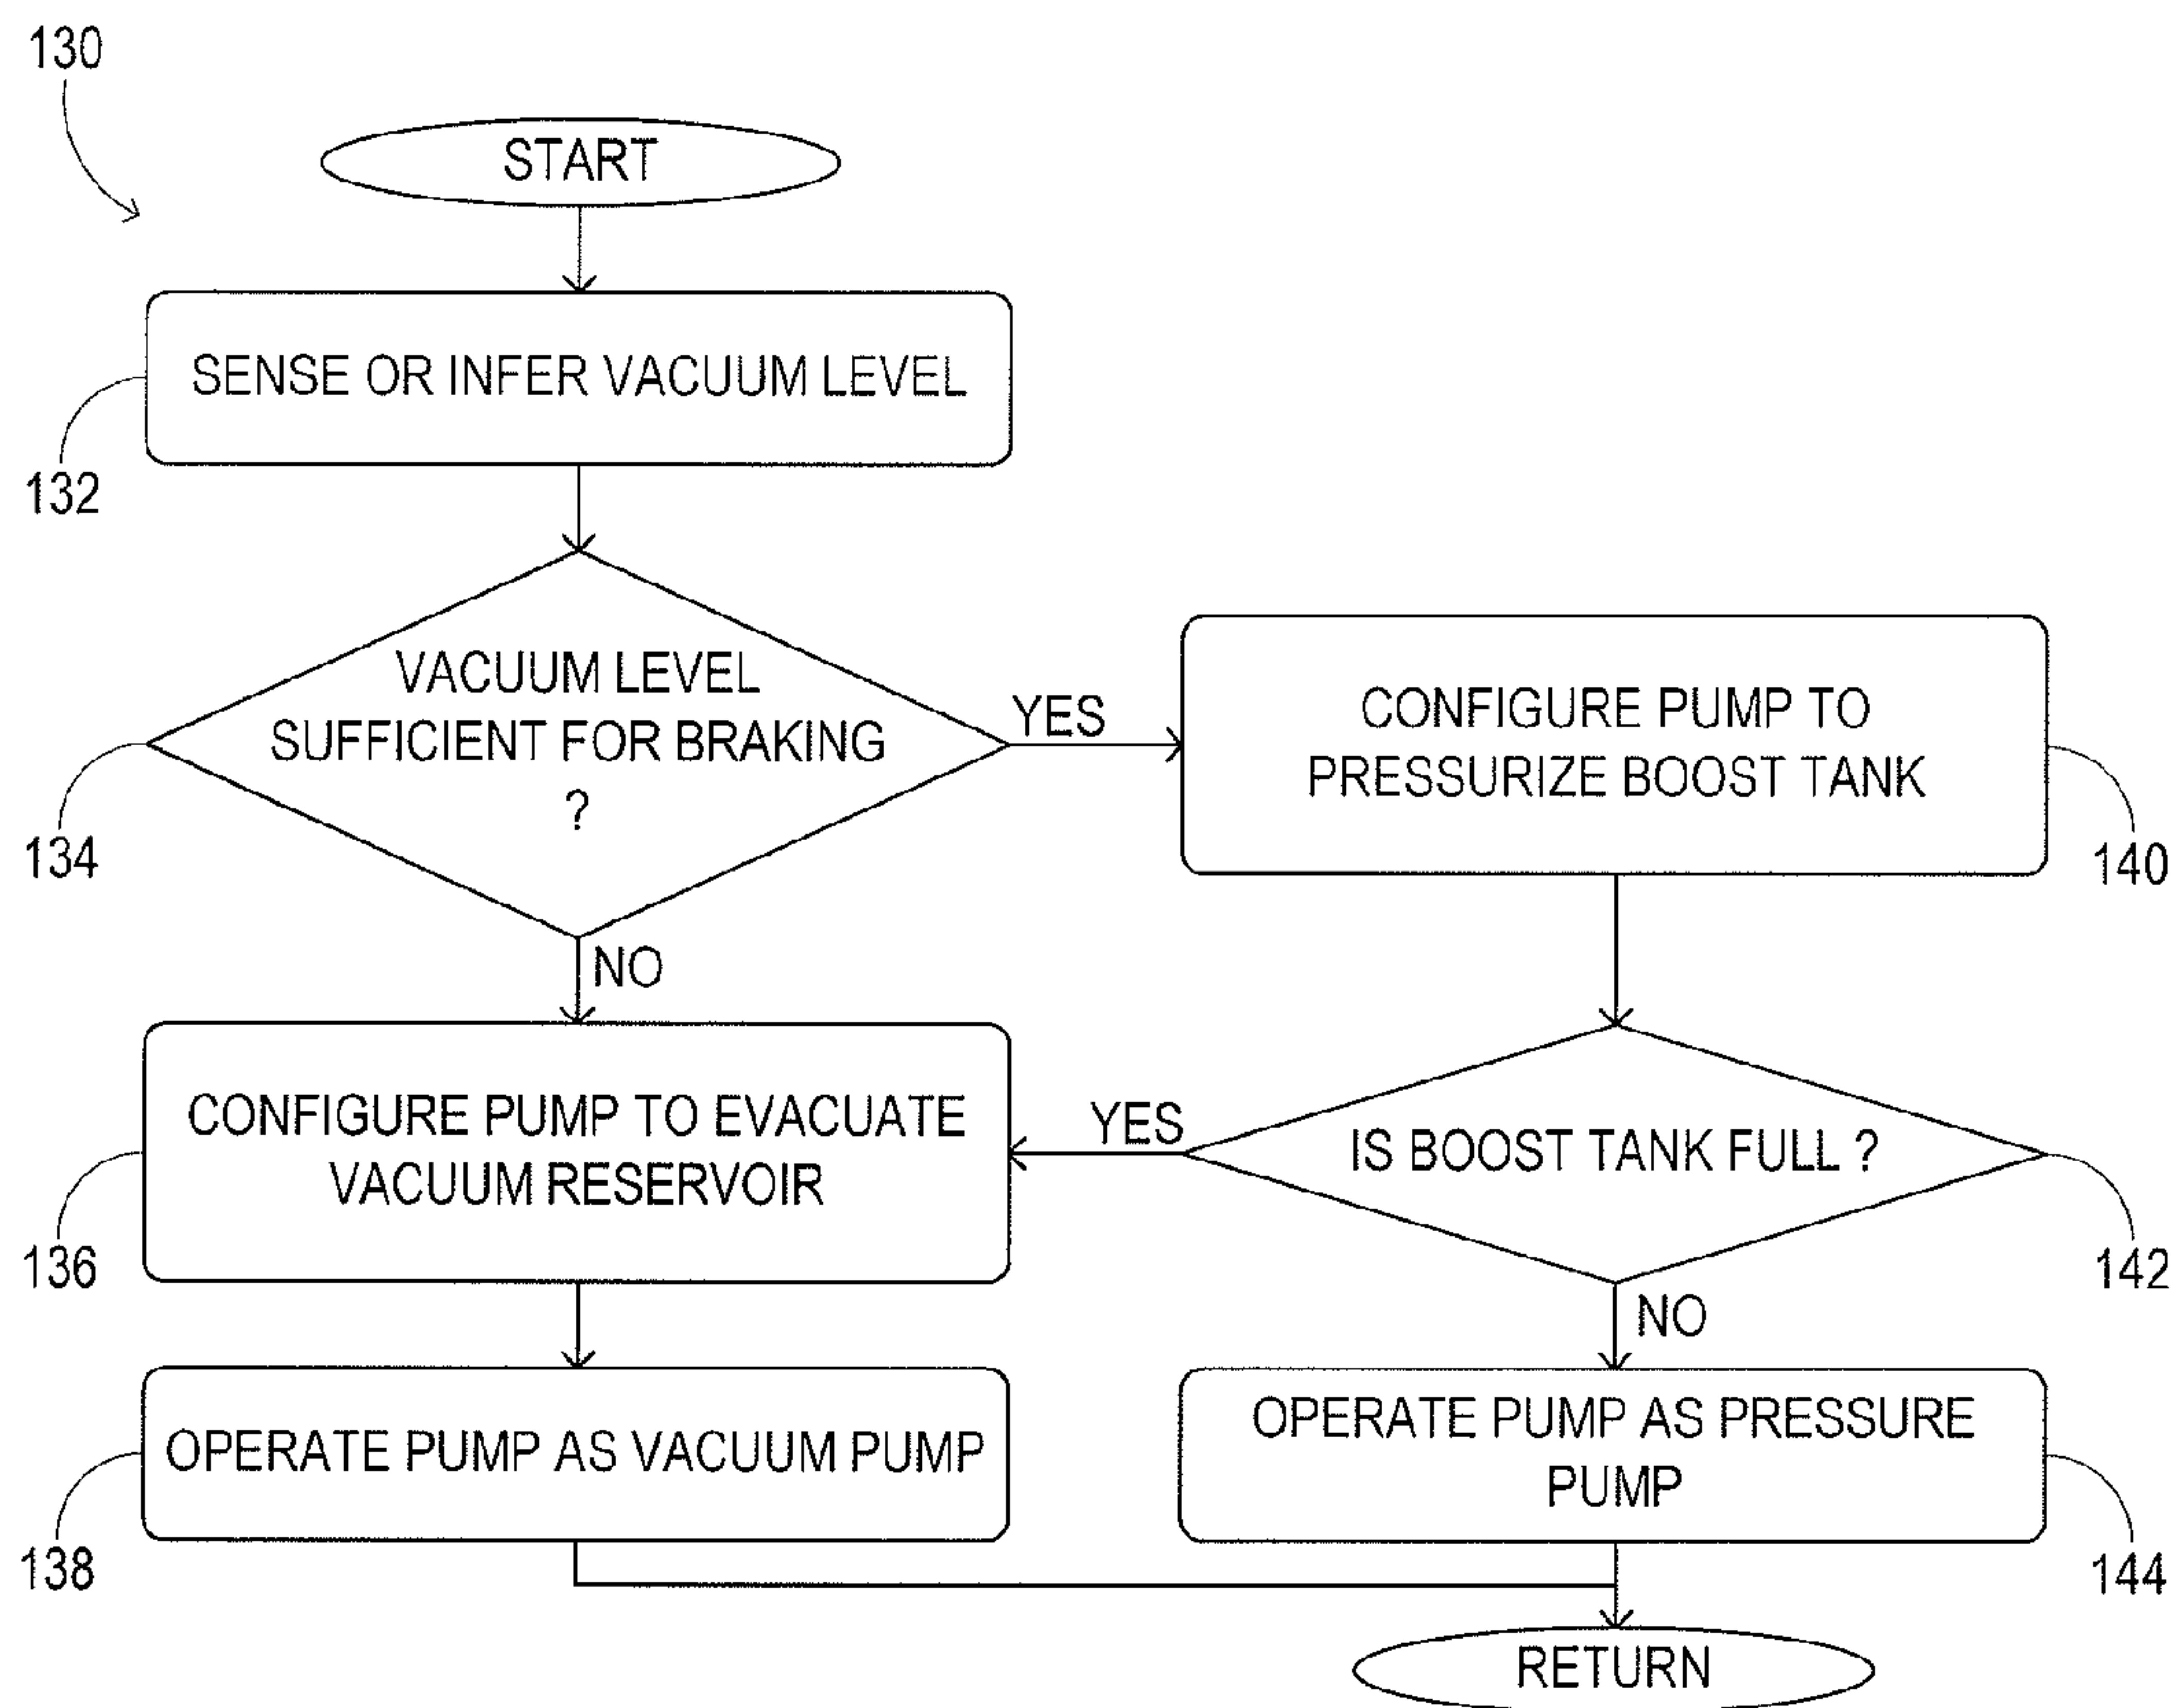 130
START
SENSE OR INFER VACUUM LEVEL
132
VACUUM LEVEL
SUFFICIENT FOR BRAKING
?
134
YES
CONFIGURE PUMP TO
PRESSURIZE BOOST TANK
140
NO
CONFIGURE PUMP TO EVACUATE
VACUUM RESERVOIR
136
YES
IS BOOST TANK FULL ?
142
NO
OPERATE PUMP AS VACUUM PUMP
138
OPERATE PUMP AS PRESSURE
PUMP
144
RETURN